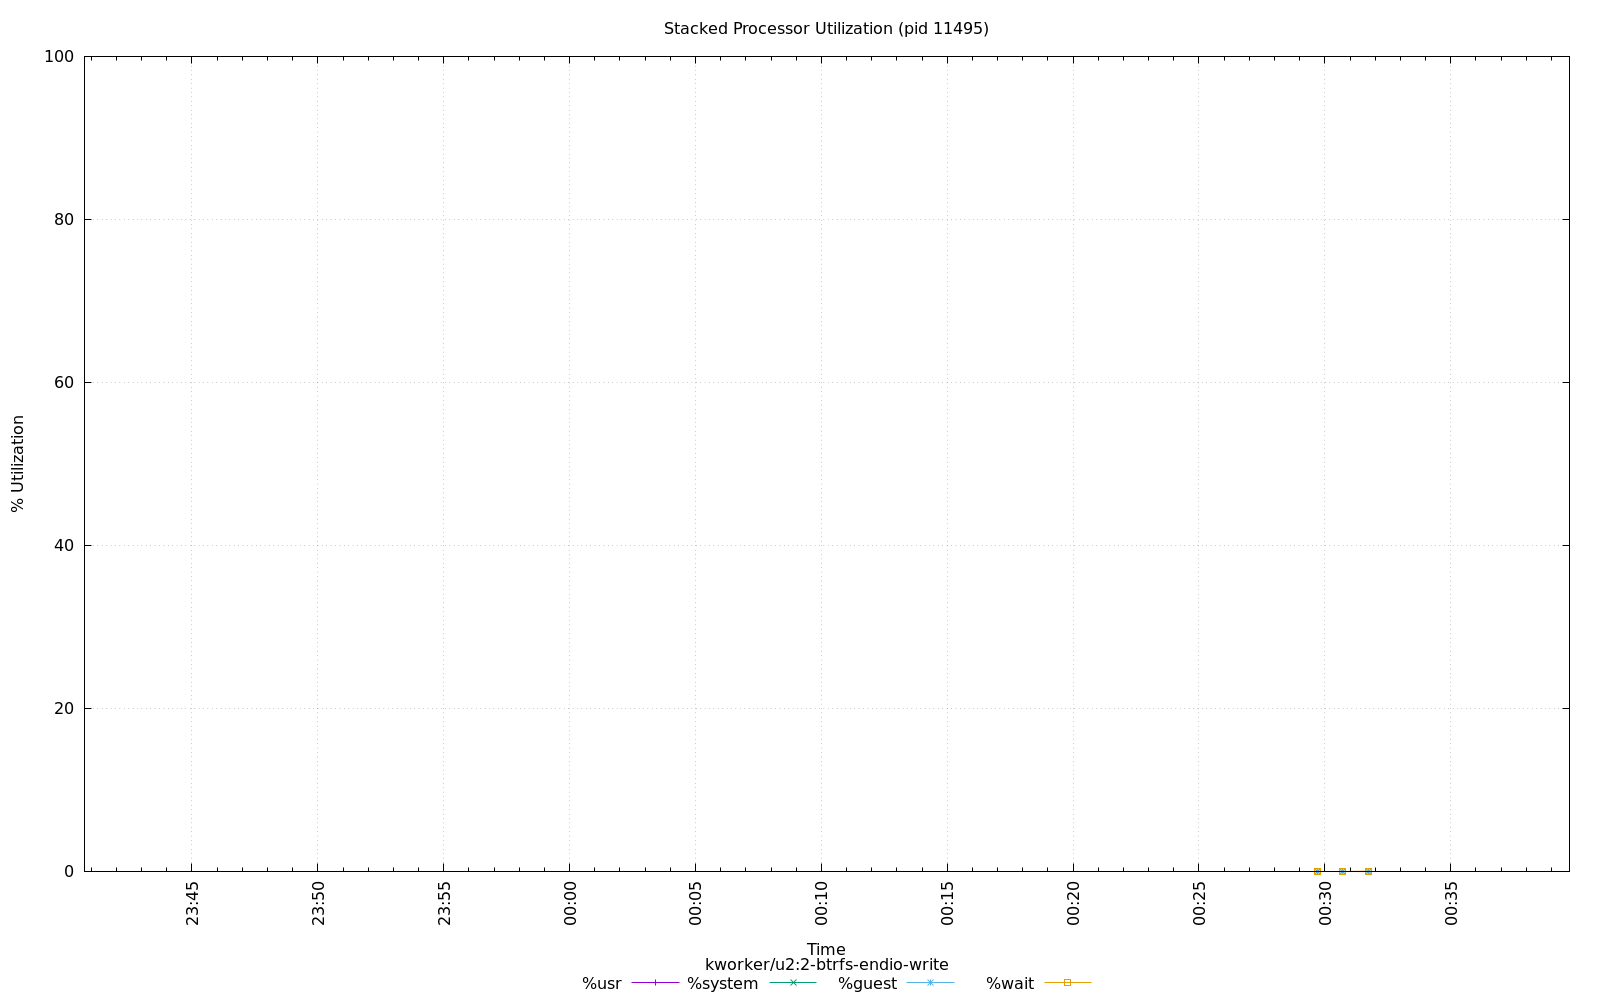 Stacked Processor Utilization (pid 11495)
100
80
60
40
20
0
% Utilization
23:45 23:50 23:55 00:00 00:05 00:10 00:15 00:20 00:25 00:30 00:35
Time
kworker/u2:2-btrfs-endio-write
%usr %system %guest %wait